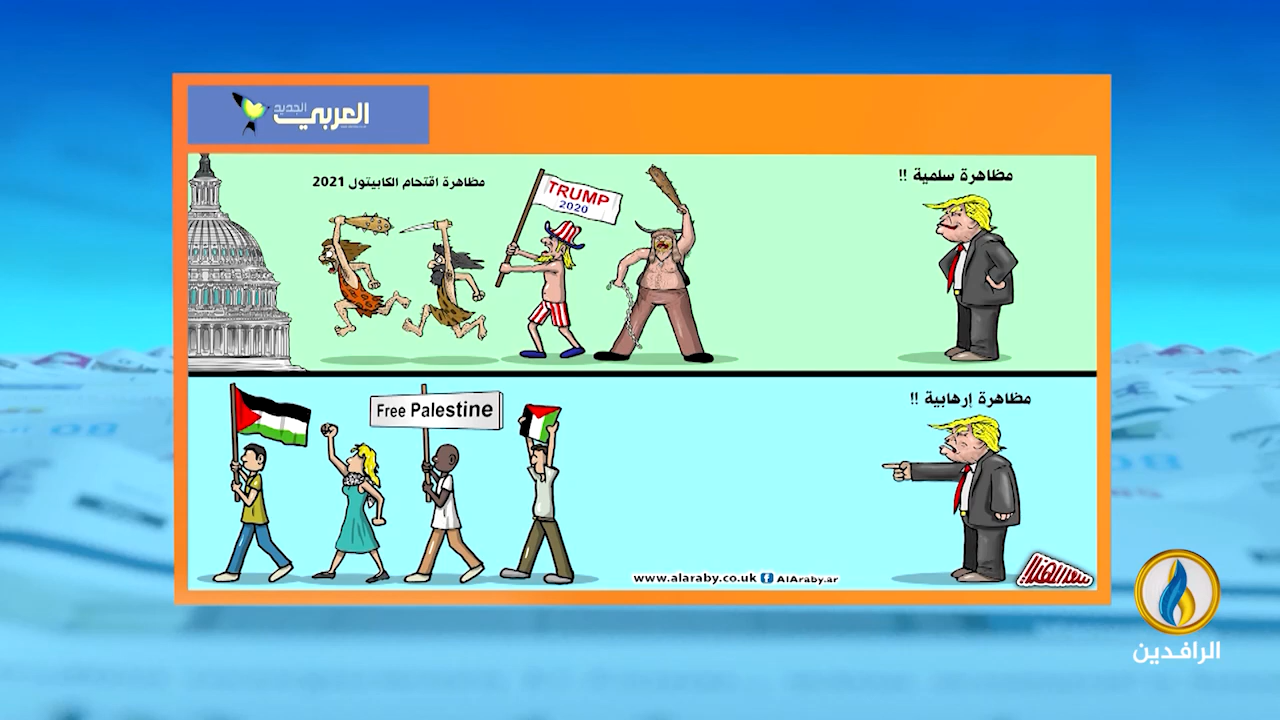 العربي الجديد
مظاهرة اقتحام الكابيتول 2021
TRUMP
2020
مظاهرة سلمية !!
Free Palestine
مظاهرة إرهابية !!
www.alaraby.co.uk AlAraby.ar
الرافدين